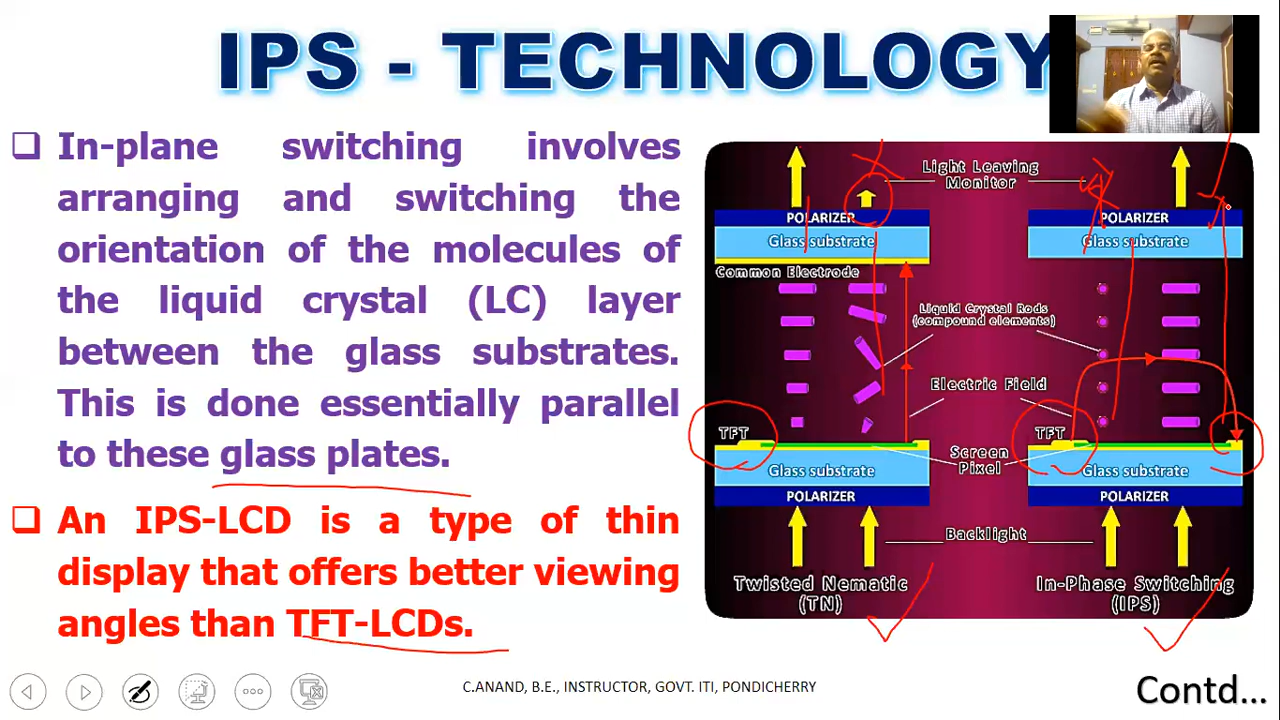 IPS - TECHNOLOGY
❑ In-plane switching involves
arranging and switching the
orientation of the molecules of
the liquid crystal (LC) layer
between the glass substrates.
This is done essentially parallel
to these glass plates.
❑ An IPS-LCD is a type of thin
display that offers better viewing
angles than TFT-LCDs.
Light Leaving
Monitor
POLARIZER
Glass substrate
Common Electrode
POLARIZER
Glass substrate
Liquid Crystal Rods
(compound elements)
Electric Field
TFT
TFT
Screen
Pixel
Glass substrate
POLARIZER
Glass substrate
POLARIZER
Backlight
Twisted Nematic
(TN)
In-Phase Switching
(IPS)
C.ANAND, B.E., INSTRUCTOR, GOVT. ITI, PONDICHERRY
Contd...